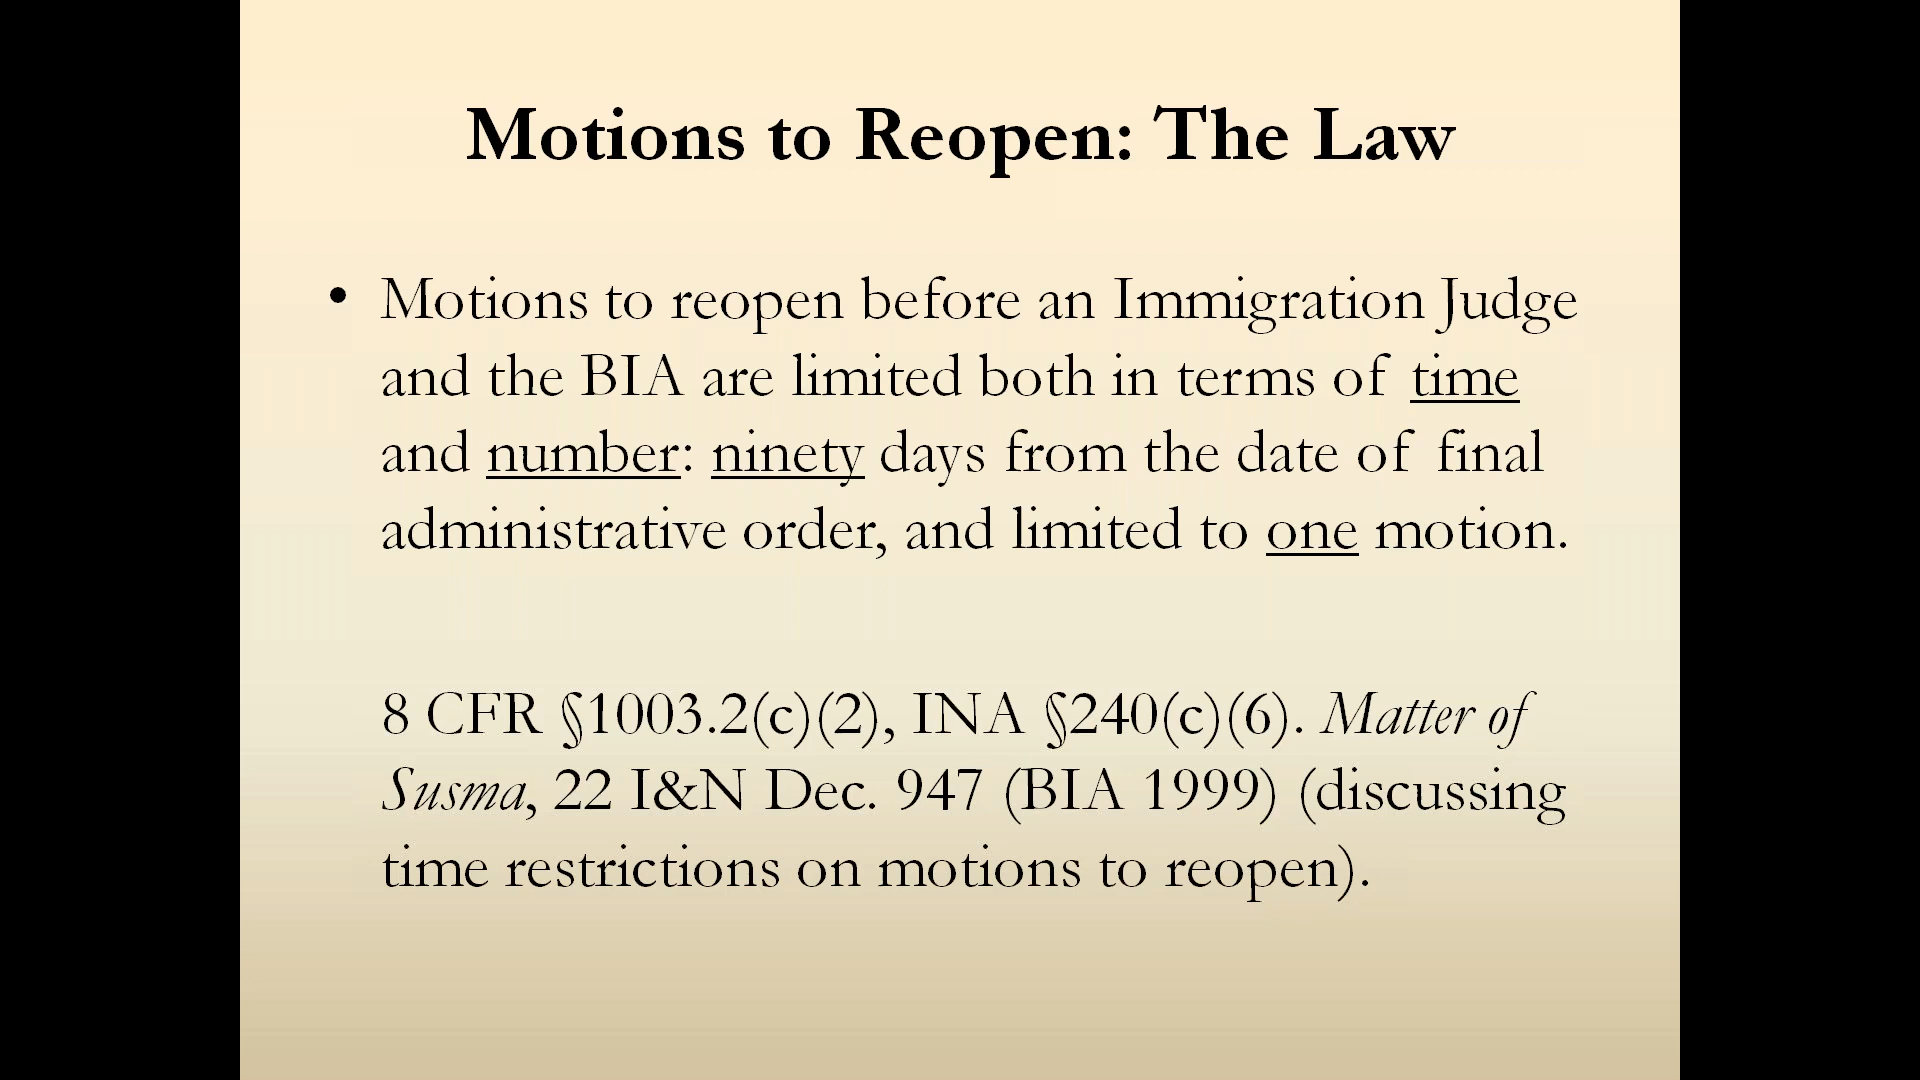 Motions to Reopen: The Law
• Motions to reopen before an Immigration Judge
and the BIA are limited both in terms of time
and number: ninety days from the date of final
administrative order, and limited to one motion.
8 CFR §1003.2(c)(2), INA §240(c)(6). Matter of
Susma, 22 I&N Dec. 947 (BIA 1999) (discussing
time restrictions on motions to reopen).